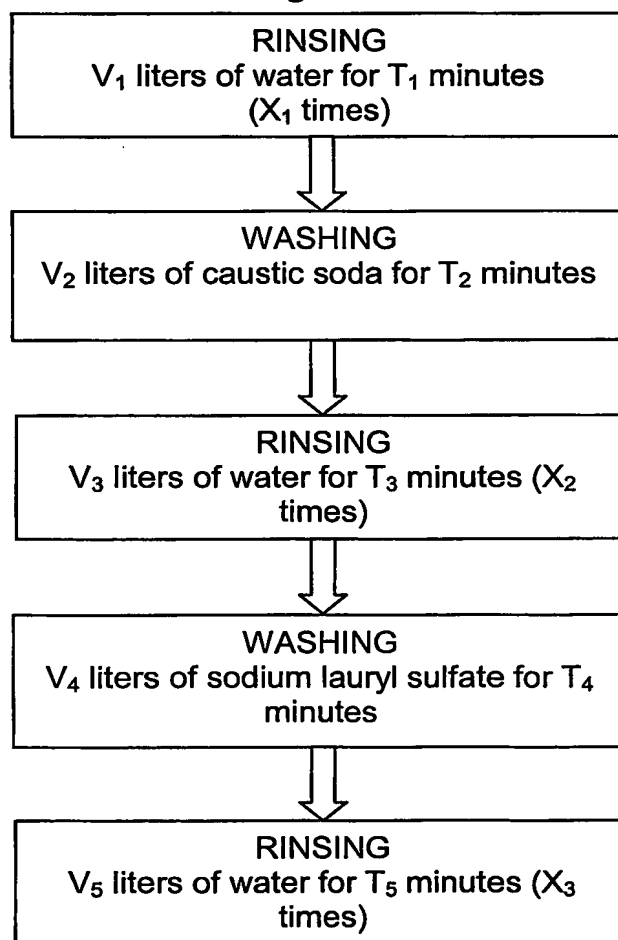 RINSING
V₁ liters of water for T₁ minutes
(X₁ times)
WASHING
V₂ liters of caustic soda for T₂ minutes
RINSING
V₃ liters of water for T₃ minutes (X₂
times)
WASHING
V₄ liters of sodium lauryl sulfate for T₄
minutes
RINSING
V₅ liters of water for T₅ minutes (X₃
times)